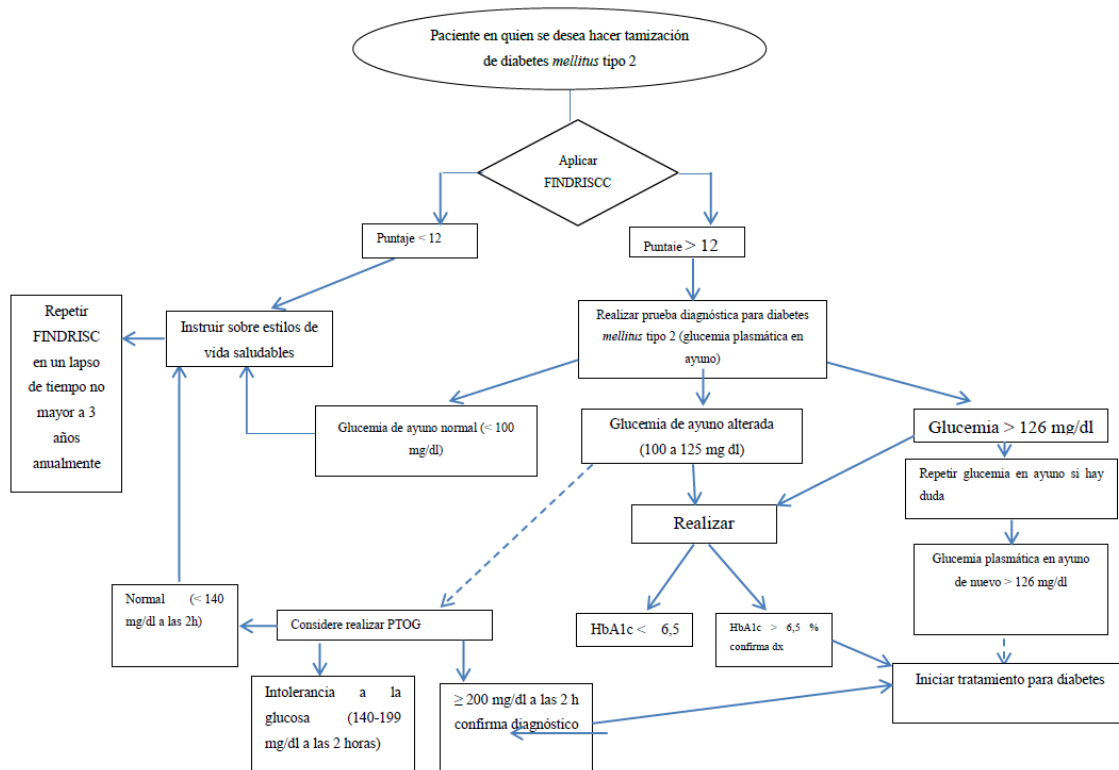 Paciente en quien se desea hacer tamización
de diabetes mellitus tipo 2
Aplicar
FINDRISCC
Puntaje < 12
Puntaie > 12
Repetir
FINDRISC
en un lapso
de tiempo no
mayor a 3
años
anualmente
Instruir sobre estilos de
vida saludables
Realizar prueba diagnóstica para diabetes
mellitus tipo 2 (glucemia plasmática en
ayuno)
Glucemia de ayuno normal (< 100
mg/dl)
Glucemia de ayuno alterada
(100 a 125 mg dl)
Glucemia > 126 mg/dl
Repetir glucemia en ayuno si hay
duda
Realizar
Glucemia plasmática en ayuno
de nuevo > 126 mg/dl
Normal (< 140
mg/dl a las 2h)
Considere realizar PTOG
HbA1c < 6,5
HbA1c > 6,5 %
confirma dx
Intolerancia a la
glucosa (140-199
mg/dl a las 2 horas)
≥ 200 mg/dl a las 2 h
confirma diagnóstico
Iniciar tratamiento para diabetes